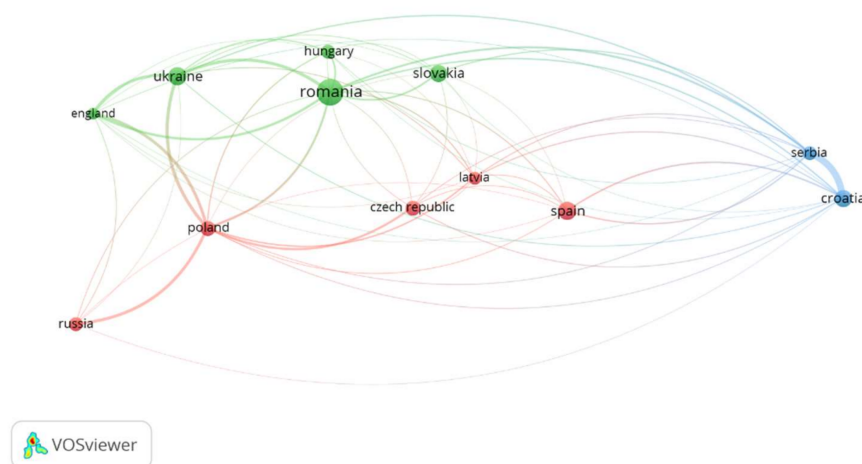 hungary
ukraine
slovakia
romania
england
serbia
latvia
croatia
czech republic
spain
poland
russia
VOSviewer